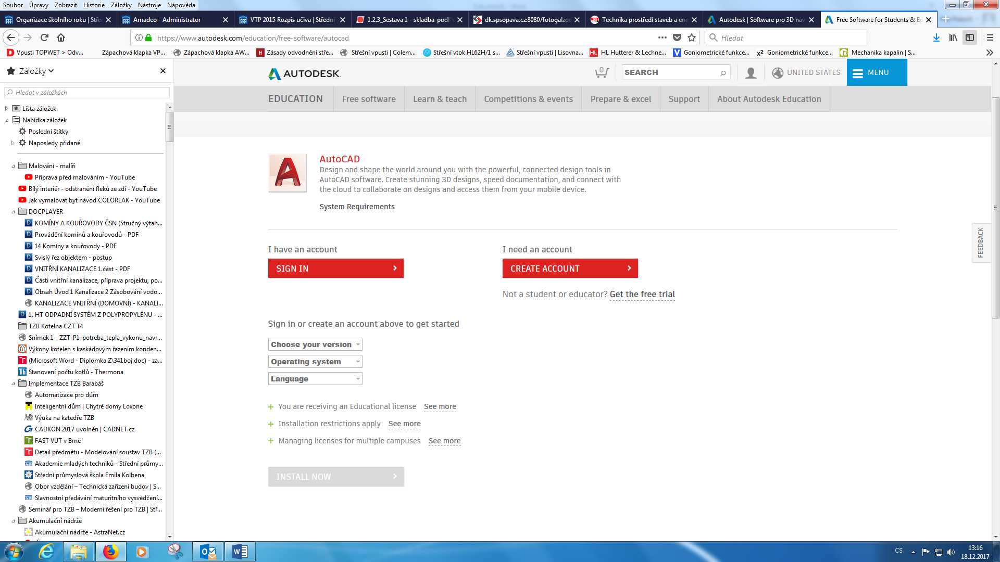 Soubor Úpravy Zobrazit Historie Záložky Nástroje Nápověda
Organizace školního roku | Stře
Amadeo - Administrator
VTP 2015 Rozpis učiva | Střední
1.2.3_Sestava 1 - skladba-podl-v
dk.spsopava.cz:8080/fotogalzo
Technika prostředí staveb a ene
Autodesk | Software pro 3D nav
Free Software for Students & Ed
https://www.autodesk.com/education/free-software/autocad
Hledat
Vpusti TOPWET > Odv...
Zápachová klapka VP...
Zápachová klapka AW...
Zásady odvodnění stře...
Střešní vpusti | Colem...
Střešní vtok HL62H/1 s...
Střešní vpusti | Lisovna...
HL Hutterer & Lechne...
Goniometrické funkce...
Goniometrické funkce...
Mechanika kapalin | S...
Záložky
Hledat v záložkách
Lišta záložek
Nabídka záložek
Poslední štítky
Naposledy přidané
Malování - malíři
Příprava před malováním - YouTube
Bílý interiér - odstranění fleků ze zdí - YouTube
Jak vymalovat byt návod COLORLAK - YouTube
DOCPLAYER
KOMÍNY A KOUŘOVODY ČSN (Stručný výtah...
Provádění komínů a kouřovodů - PDF
14 Komíny a kouřovody - PDF
Svislý řez objektem - postup
VNITŘNÍ KANALIZACE 1.část - PDF
Části vnitřní kanalizace, příprava projektu, po...
Obsah Úvod 1 Kanalizace 2 Zásobování vodo...
KANALIZACE VNITŘNÍ (DOMOVNÍ) - KANALI...
1. HT ODPADNÍ SYSTÉM Z POLYPROPYLÉNU - ...
TZB Kotelna CZT T4
Snímek 1 - ZZT-P1-potreba_tepla_vykonu_navr...
Výkony kotelen s kaskádovým řazením konden...
(Microsoft Word - Diplomka Z\341boj.doc) - za...
Stanovení počtu kotlů - Thermona
Implementace TZB Barabáš
Automatizace pro dům
Inteligentní dům | Chytré domy Loxone
Výuka na katedře TZB
CADKON 2017 uvolněn | CADNET.cz
FAST VUT v Brně
Detail předmětu - Modelování soustav TZB (...
Akademie mladých techniků - Střední průmy...
Střední průmyslová škola Emila Kolbena
Obor vzdělání – Technická zařízení budov | S...
Slavnostní předávání maturitního vysvědčení...
Seminář pro TZB – Moderní řešení pro TZB | Stř...
Akumulační nádrže
Akumulační nádrže - AstraNet.cz
AUTODESK.
0
SEARCH
UNITED STATES
MENU
EDUCATION
Free software
Learn & teach
Competitions & events
Prepare & excel
Support
About Autodesk Education
AutoCAD
Design and shape the world around you with the powerful, connected design tools in
AutoCAD software. Create stunning 3D designs, speed documentation, and connect with
the cloud to collaborate on designs and access them from your mobile device.
System Requirements
I have an account
SIGN IN
I need an account
CREATE ACCOUNT
Not a student or educator? Get the free trial
Sign in or create an account above to get started
Choose your version
Operating system
Language
You are receiving an Educational license See more
Installation restrictions apply See more
Managing licenses for multiple campuses See more
INSTALL NOW
FEEDBACK
CS
13:16
18.12.2017